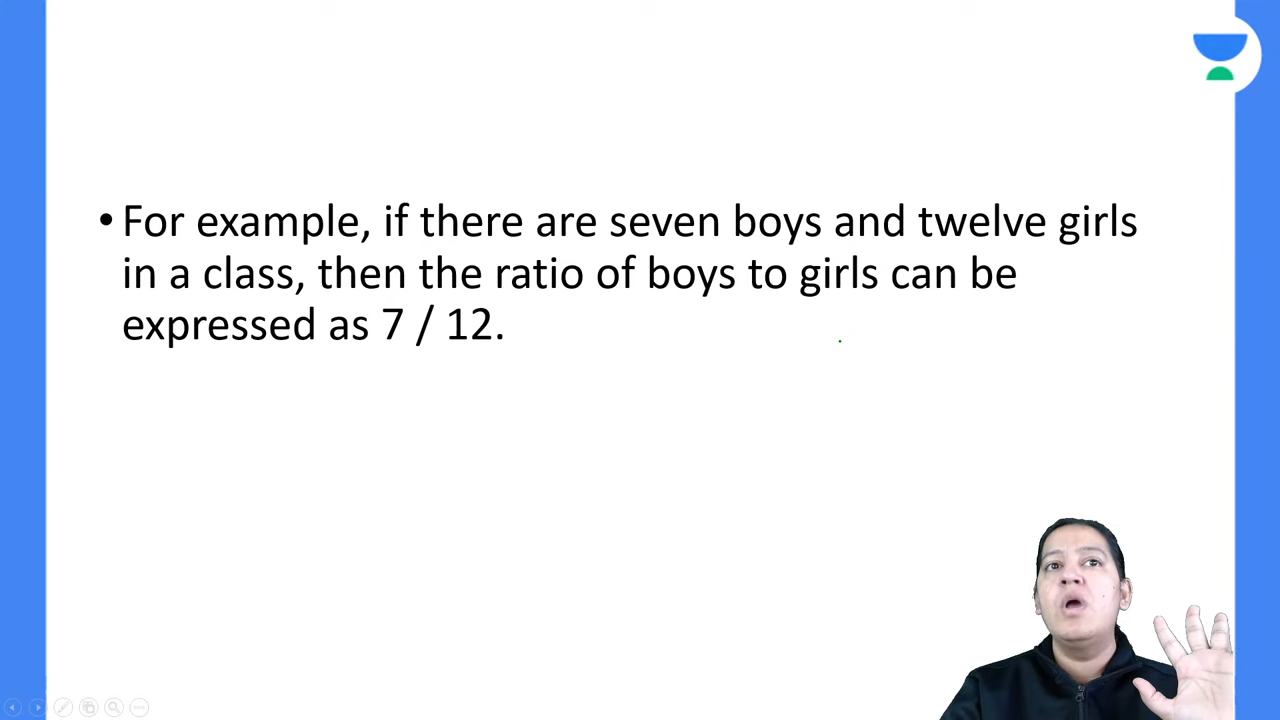 • For example, if there are seven boys and twelve girls
in a class, then the ratio of boys to girls can be
expressed as 7 / 12.